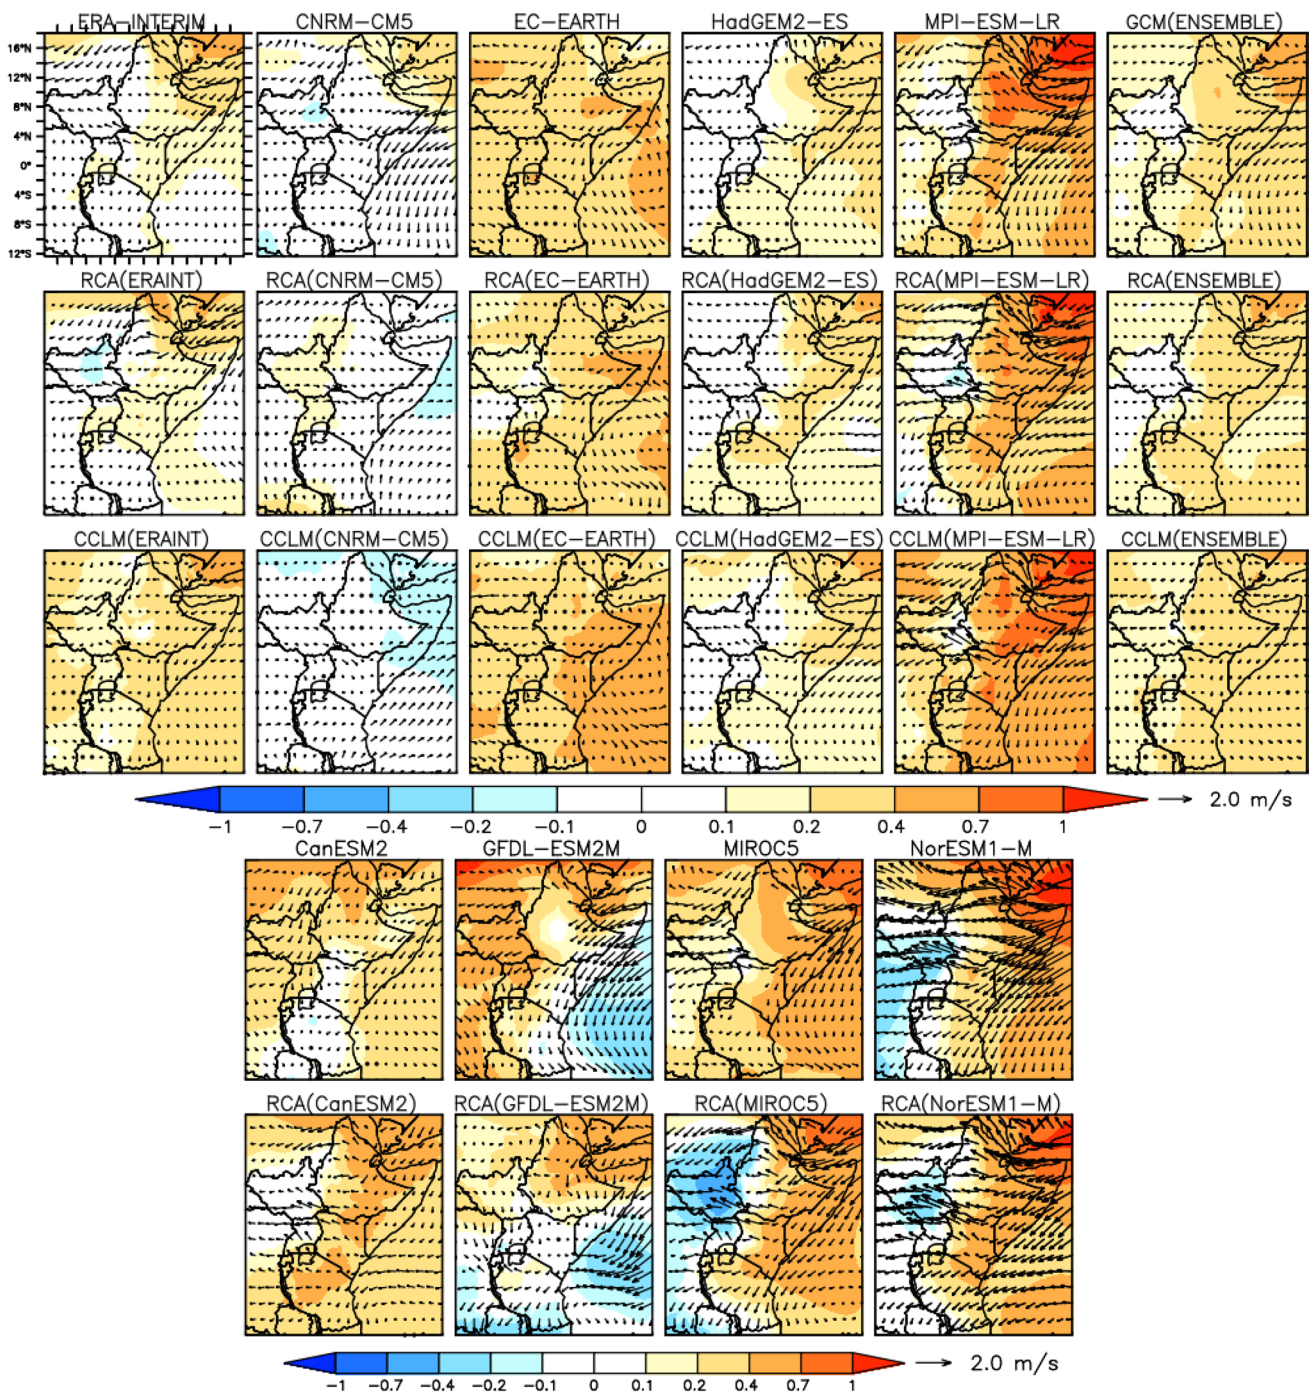 ERA−INTERIM CNRM−CM5 EC−EARTH HadGEM2−ES MPI−ESM−LR GCM(ENSEMBLE)
16°N
12°N
8°N
4°N
0°
4°S
8°S
12°S
RCA(ERAINT) RCA(CNRM−CM5) RCA(EC−EARTH) RCA(HadGEM2−ES) RCA(MPI−ESM−LR) RCA(ENSEMBLE)
CCLM(ERAINT) CCLM(CNRM−CM5) CCLM(EC−EARTH) CCLM(HadGEM2−ES) CCLM(MPI−ESM−LR) CCLM(ENSEMBLE)
2.0 m/s
−1 −0.7 −0.4 −0.2 −0.1 0 0.1 0.2 0.4 0.7 1
CanESM2 GFDL−ESM2M MIROC5 NorESM1−M
RCA(CanESM2) RCA(GFDL−ESM2M) RCA(MIROC5) RCA(NorESM1−M)
2.0 m/s
−1 −0.7 −0.4 −0.2 −0.1 0 0.1 0.2 0.4 0.7 1